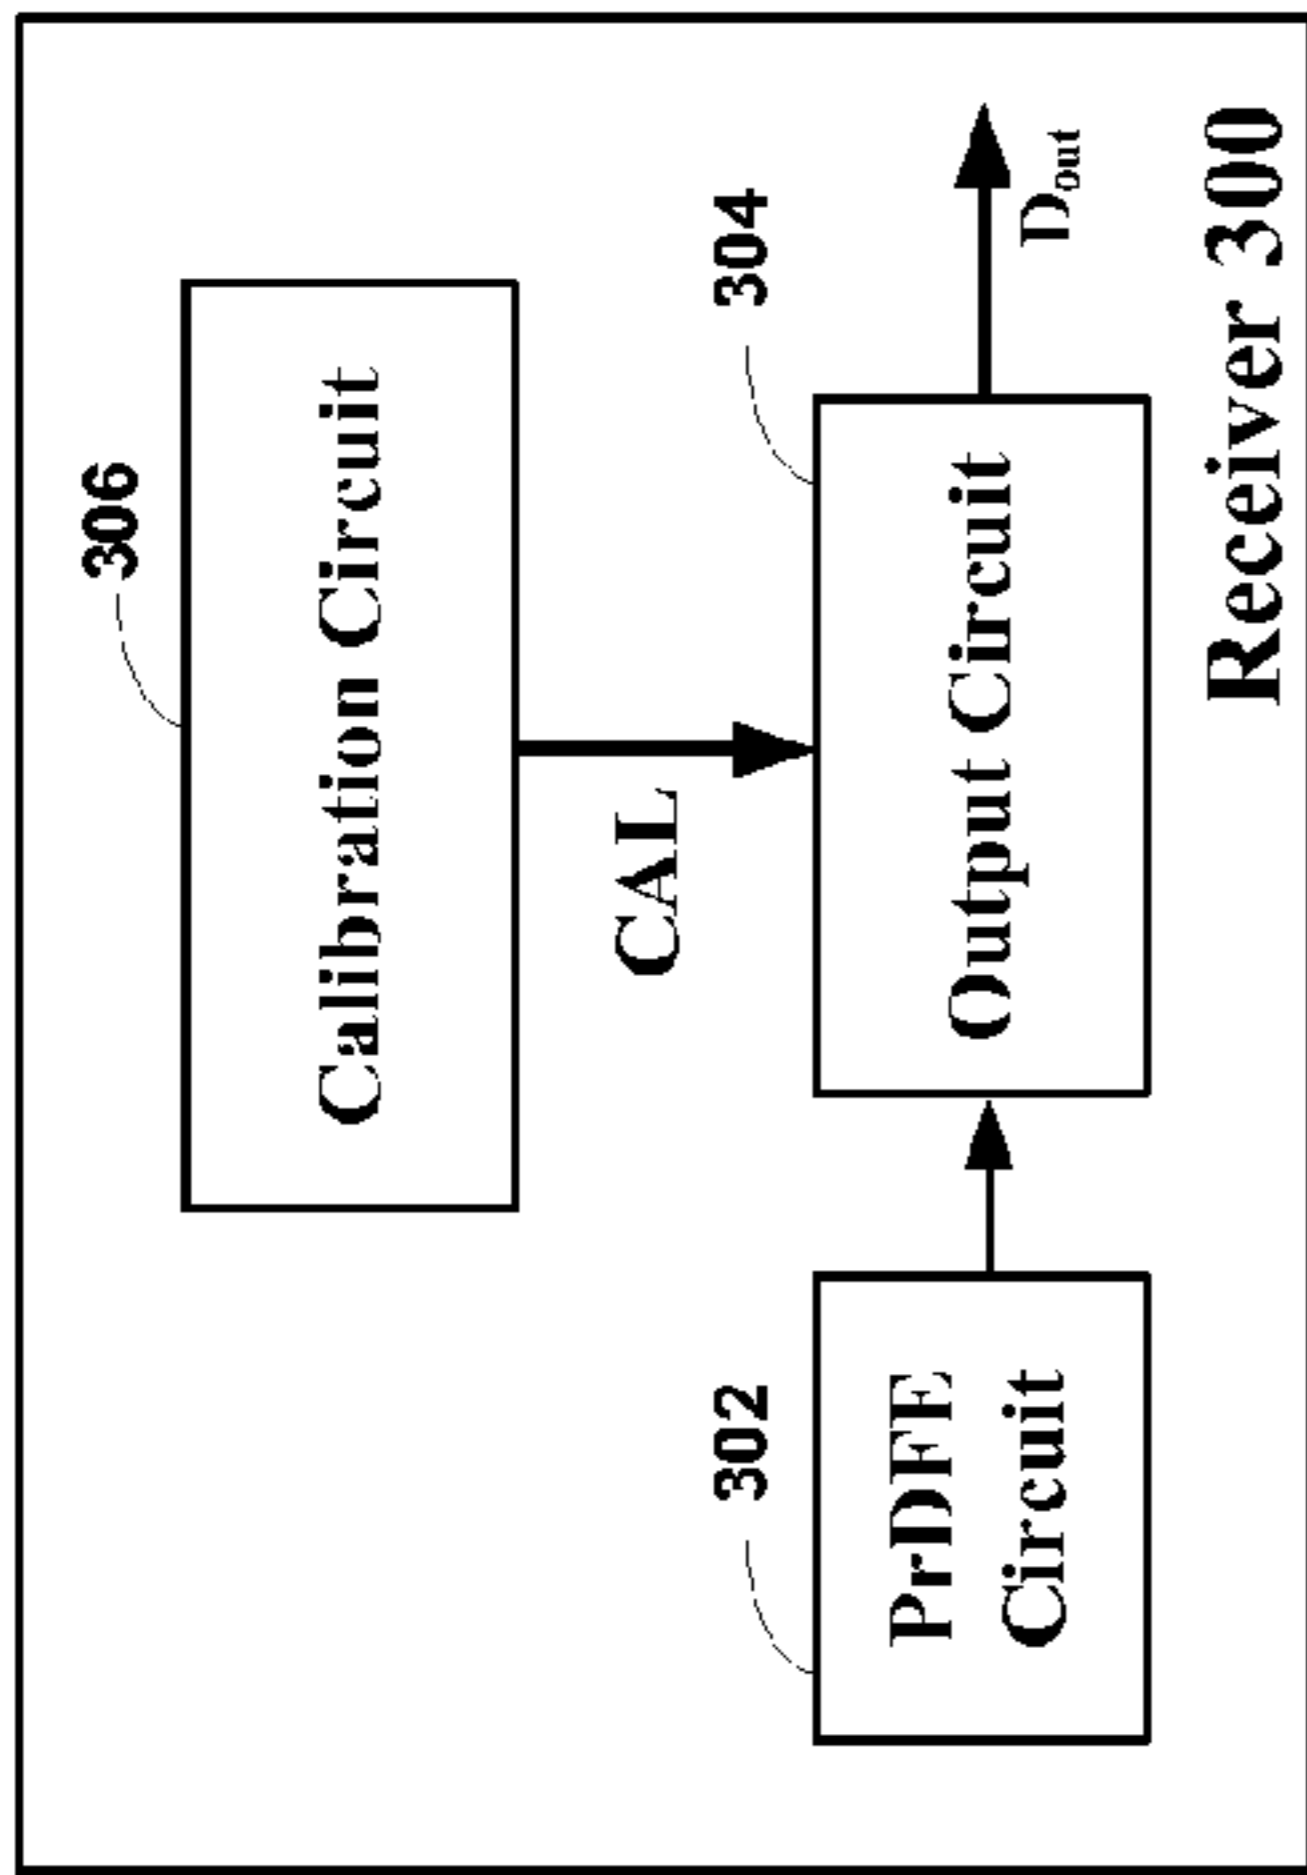 306
Calibration Circuit
CAL
302
304
PrDFE
Circuit
Output Circuit
Dout
Receiver 300